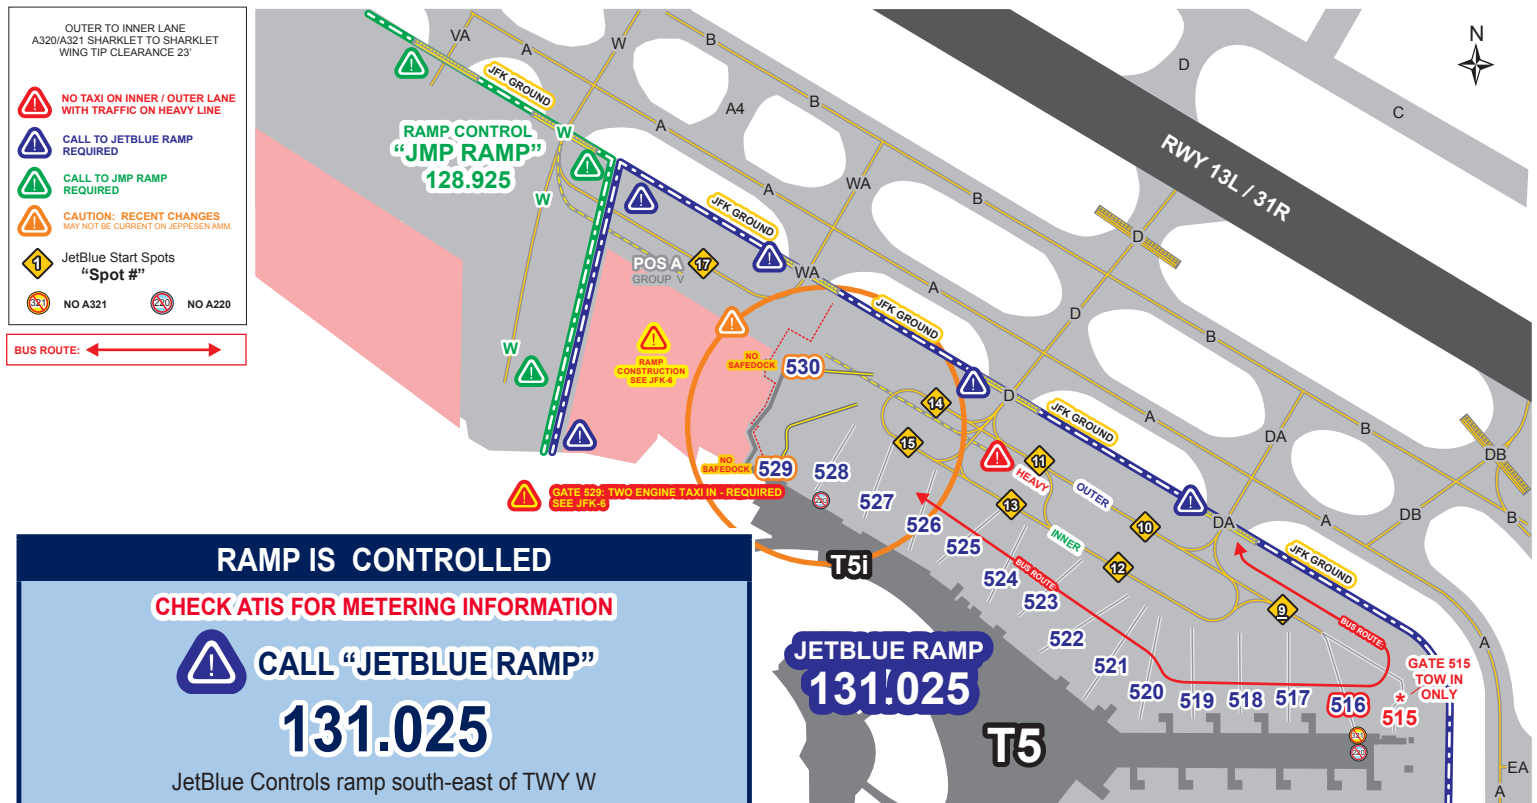 OUTER TO INNER LANE
A320/A321 SHARKLET TO SHARKLET
WING TIP CLEARANCE 23'
NO TAXI ON INNER / OUTER LANE
WITH TRAFFIC ON HEAVY LINE
CALL TO JETBLUE RAMP
REQUIRED
CALL TO JMP RAMP
REQUIRED
CAUTION: RECENT CHANGES
MAY NOT BE CURRENT ON JEPPESEN AMM.
1
JetBlue Start Spots
"Spot #"
321
NO A321
220
NO A220
BUS ROUTE:
VA
A
W
B
D
C
N
JFK GROUND
A4
B
A
W
RAMP CONTROL
"JMP RAMP"
128.925
W
W
RWY 13L / 31R
WA
A
B
D
JFK GROUND
POS A
GROUP V
17
WA
A
D
B
JFK GROUND
RAMP
CONSTRUCTION
SEE JFK-6
NO
SAFEDOCK
530
14
15
D
JFK GROUND
A
B
DA
DB
NO
SAFEDOCK
529
528
220
527
526
525
524
523
522
521
520
519
518
517
516
515
GATE 529: TWO ENGINE TAXI IN - REQUIRED
SEE JFK-6
HEAVY
11
OUTER
10
13
INNER
12
9
DA
A
DB
B
JFK GROUND
BUS ROUTE:
BUS ROUTE:
GATE 515
TOW IN
ONLY
*
321
220
A
EA
A
T5i
T5
JETBLUE RAMP
131.025
RAMP IS CONTROLLED
CHECK ATIS FOR METERING INFORMATION
CALL "JETBLUE RAMP"
131.025
JetBlue Controls ramp south-east of TWY W